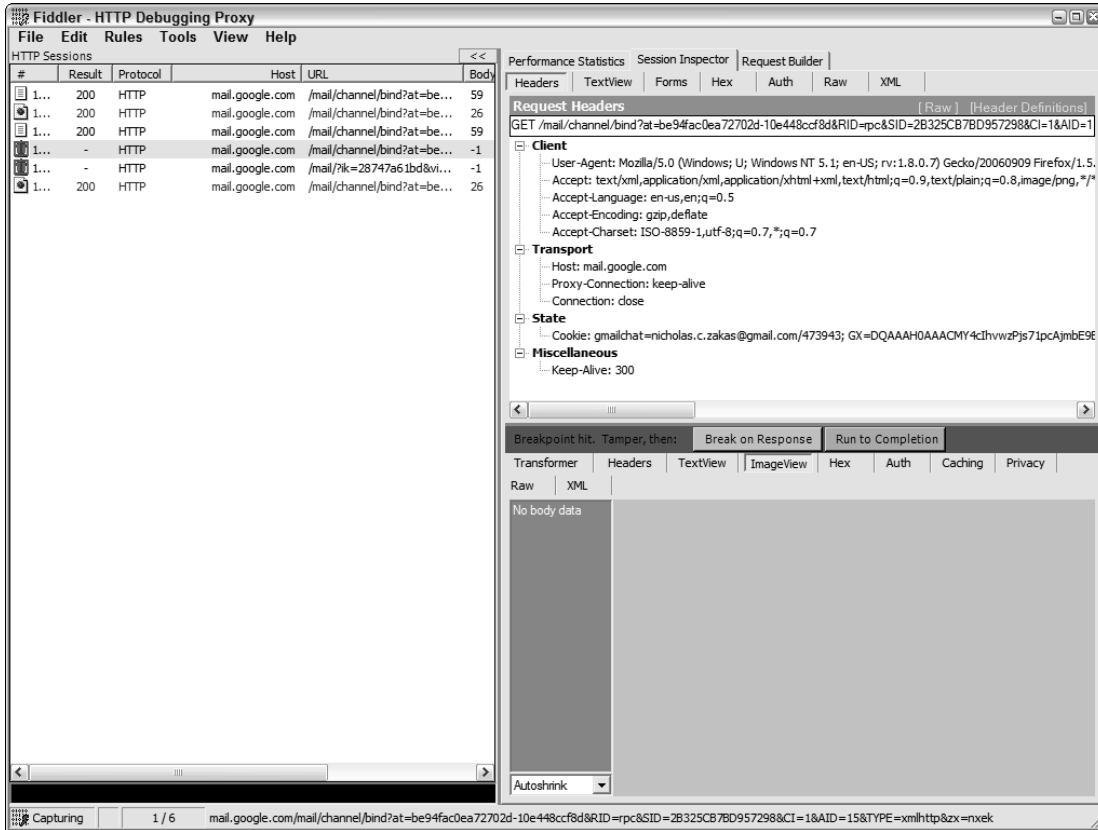 Fiddler - HTTP Debugging Proxy
File Edit Rules Tools View Help
HTTP Sessions <<
# Result Protocol Host URL Body
1... 200 HTTP mail.google.com /mail/channel/bind?at=be... 59
1... 200 HTTP mail.google.com /mail/channel/bind?at=be... 26
1... 200 HTTP mail.google.com /mail/channel/bind?at=be... 59
1... - HTTP mail.google.com /mail/channel/bind?at=be... -1
1... - HTTP mail.google.com /mail/?ik=28747a61bd&vi... -1
1... 200 HTTP mail.google.com /mail/channel/bind?at=be... 26
Performance Statistics Session Inspector Request Builder
Headers TextView Forms Hex Auth Raw XML
Request Headers [ Raw ] [Header Definitions]
GET /mail/channel/bind?at=be94fac0ea72702d-10e448ccf8d&RID=rpc&SID=2B325CB7BD957298&CI=1&AID=1
Client
User-Agent: Mozilla/5.0 (Windows; U; Windows NT 5.1; en-US; rv:1.8.0.7) Gecko/20060909 Firefox/1.5.
Accept: text/xml,application/xml,application/xhtml+xml,text/html;q=0.9,text/plain;q=0.8,image/png,*/*
Accept-Language: en-us,en;q=0.5
Accept-Encoding: gzip,deflate
Accept-Charset: ISO-8859-1,utf-8;q=0.7,*;q=0.7
Transport
Host: mail.google.com
Proxy-Connection: keep-alive
Connection: close
State
Cookie: gmailchat=nicholas.c.zakas@gmail.com/473943; GX=DQAAAH0AAACMY4cIhvwzPjs71pcAjmbE9E
Miscellaneous
Keep-Alive: 300
Breakpoint hit. Tamper, then: Break on Response Run to Completion
Transformer Headers TextView ImageView Hex Auth Caching Privacy
Raw XML
No body data
Autoshrink
Capturing 1 / 6 mail.google.com/mail/channel/bind?at=be94fac0ea72702d-10e448ccf8d&RID=rpc&SID=2B325CB7BD957298&CI=1&AID=15&TYPE=xmlhttp&zx=nxek